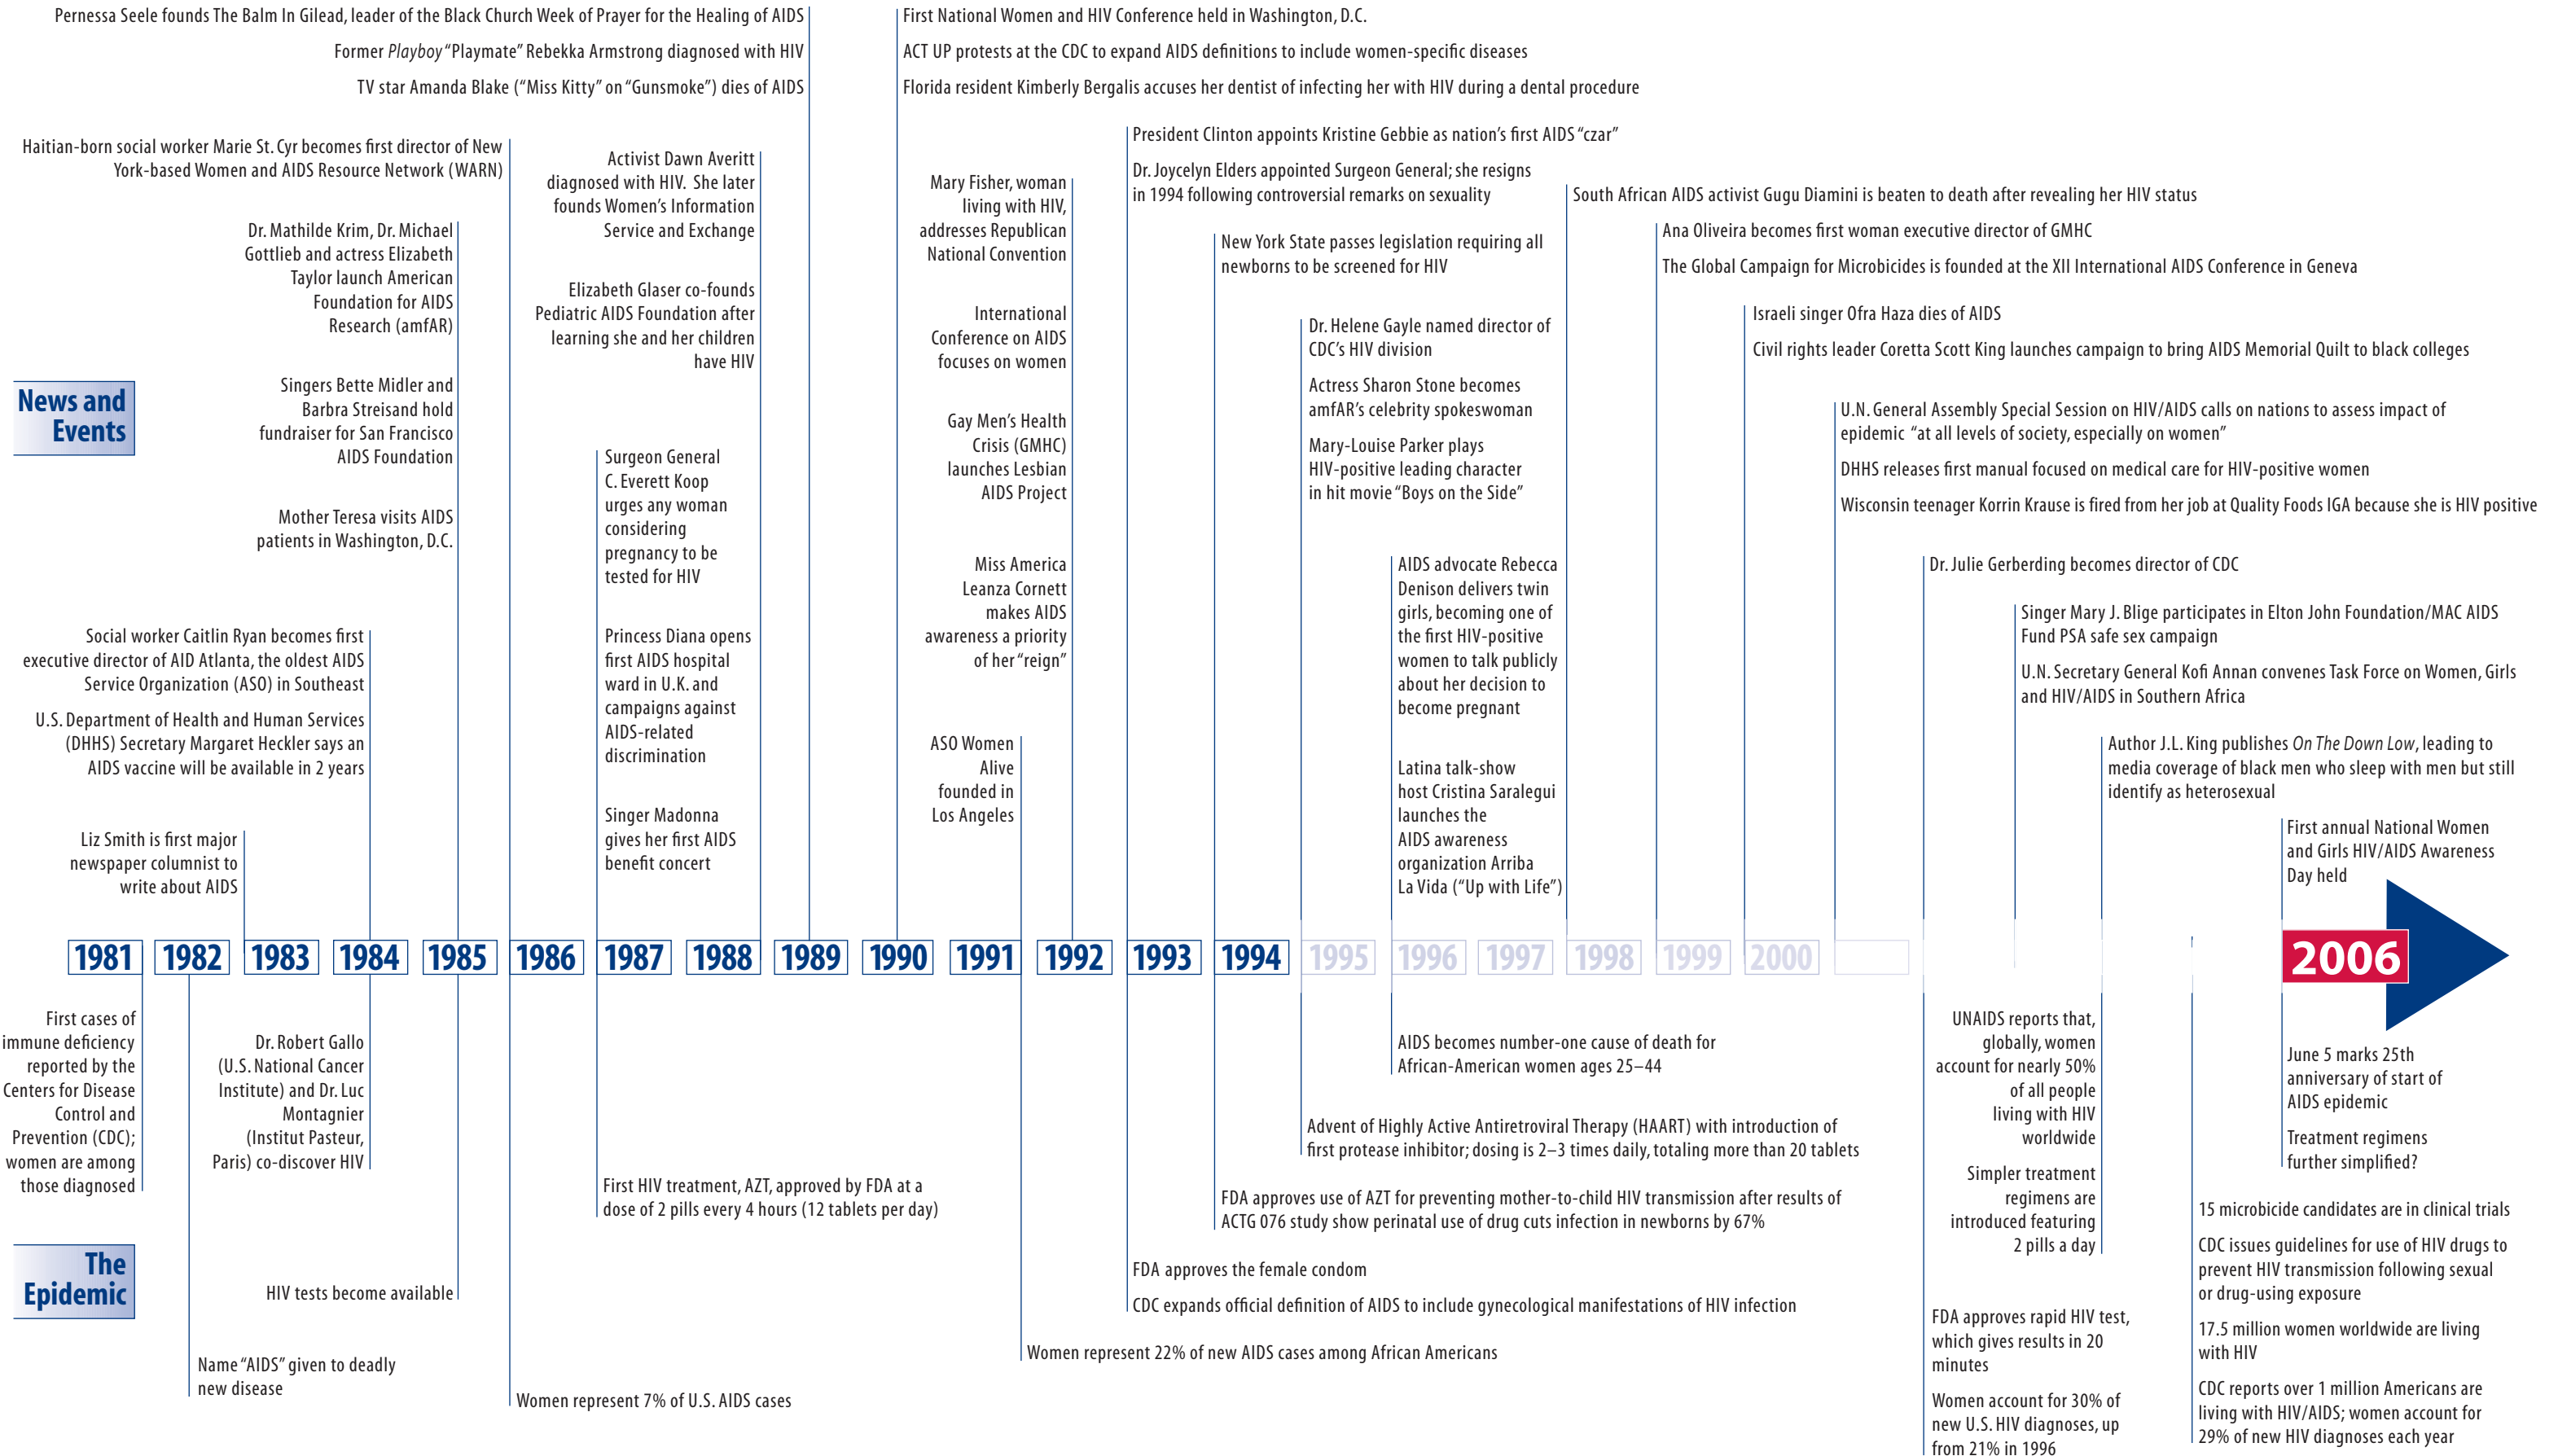 Pernessa Seele founds The Balm In Gilead, leader of the Black Church Week of Prayer for the Healing of AIDS
Former Playboy “Playmate” Rebekka Armstrong diagnosed with HIV
TV star Amanda Blake (“Miss Kitty” on “Gunsmoke”) dies of AIDS
First National Women and HIV Conference held in Washington, D.C.
ACT UP protests at the CDC to expand AIDS definitions to include women-specific diseases
Florida resident Kimberly Bergalis accuses her dentist of infecting her with HIV during a dental procedure
Haitian-born social worker Marie St. Cyr becomes first director of New
York-based Women and AIDS Resource Network (WARN)
Dr. Mathilde Krim, Dr. Michael
Gottlieb and actress Elizabeth
Taylor launch American
Foundation for AIDS
Research (amfAR)
Singers Bette Midler and
Barbra Streisand hold
fundraiser for San Francisco
AIDS Foundation
Mother Teresa visits AIDS
patients in Washington, D.C.
News and
Events
Social worker Caitlin Ryan becomes first
executive director of AID Atlanta, the oldest AIDS
Service Organization (ASO) in Southeast
U.S. Department of Health and Human Services
(DHHS) Secretary Margaret Heckler says an
AIDS vaccine will be available in 2 years
Liz Smith is first major
newspaper columnist to
write about AIDS
Activist Dawn Averitt
diagnosed with HIV. She later
founds Women’s Information
Service and Exchange
Elizabeth Glaser co-founds
Pediatric AIDS Foundation after
learning she and her children
have HIV
Surgeon General
C. Everett Koop
urges any woman
considering
pregnancy to be
tested for HIV
Princess Diana opens
first AIDS hospital
ward in U.K. and
campaigns against
AIDS-related
discrimination
Singer Madonna
gives her first AIDS
benefit concert
Mary Fisher, woman
living with HIV,
addresses Republican
National Convention
International
Conference on AIDS
focuses on women
Gay Men’s Health
Crisis (GMHC)
launches Lesbian
AIDS Project
Miss America
Leanza Cornett
makes AIDS
awareness a priority
of her “reign”
ASO Women
Alive
founded in
Los Angeles
President Clinton appoints Kristine Gebbie as nation’s first AIDS “czar”
Dr. Joycelyn Elders appointed Surgeon General; she resigns
in 1994 following controversial remarks on sexuality
New York State passes legislation requiring all
newborns to be screened for HIV
Dr. Helene Gayle named director of
CDC’s HIV division
Actress Sharon Stone becomes
amfAR’s celebrity spokeswoman
Mary-Louise Parker plays
HIV-positive leading character
in hit movie “Boys on the Side”
AIDS advocate Rebecca
Denison delivers twin
girls, becoming one of
the first HIV-positive
women to talk publicly
about her decision to
become pregnant
Latina talk-show
host Cristina Saralegui
launches the
AIDS awareness
organization Arriba
La Vida (“Up with Life”)
South African AIDS activist Gugu Diamini is beaten to death after revealing her HIV status
Ana Oliveira becomes first woman executive director of GMHC
The Global Campaign for Microbicides is founded at the XII International AIDS Conference in Geneva
Israeli singer Ofra Haza dies of AIDS
Civil rights leader Coretta Scott King launches campaign to bring AIDS Memorial Quilt to black colleges
U.N. General Assembly Special Session on HIV/AIDS calls on nations to assess impact of
epidemic “at all levels of society, especially on women”
DHHS releases first manual focused on medical care for HIV-positive women
Wisconsin teenager Korrin Krause is fired from her job at Quality Foods IGA because she is HIV positive
Dr. Julie Gerberding becomes director of CDC
Singer Mary J. Blige participates in Elton John Foundation/MAC AIDS
Fund PSA safe sex campaign
U.N. Secretary General Kofi Annan convenes Task Force on Women, Girls
and HIV/AIDS in Southern Africa
Author J.L. King publishes On The Down Low, leading to
media coverage of black men who sleep with men but still
identify as heterosexual
First annual National Women
and Girls HIV/AIDS Awareness
Day held
1981 1982 1983 1984 1985 1986 1987 1988 1989 1990 1991 1992 1993 1994 1995 1996 1997 1998 1999 2000 2006
First cases of
immune deficiency
reported by the
Centers for Disease
Control and
Prevention (CDC);
women are among
those diagnosed
The
Epidemic
Name “AIDS” given to deadly
new disease
Dr. Robert Gallo
(U.S. National Cancer
Institute) and Dr. Luc
Montagnier
(Institut Pasteur,
Paris) co-discover HIV
HIV tests become available
Women represent 7% of U.S. AIDS cases
First HIV treatment, AZT, approved by FDA at a
dose of 2 pills every 4 hours (12 tablets per day)
Women represent 22% of new AIDS cases among African Americans
FDA approves the female condom
CDC expands official definition of AIDS to include gynecological manifestations of HIV infection
FDA approves use of AZT for preventing mother-to-child HIV transmission after results of
ACTG 076 study show perinatal use of drug cuts infection in newborns by 67%
Advent of Highly Active Antiretroviral Therapy (HAART) with introduction of
first protease inhibitor; dosing is 2–3 times daily, totaling more than 20 tablets
AIDS becomes number-one cause of death for
African-American women ages 25–44
FDA approves rapid HIV test,
which gives results in 20
minutes
Women account for 30% of
new U.S. HIV diagnoses, up
from 21% in 1996
UNAIDS reports that,
globally, women
account for nearly 50%
of all people
living with HIV
worldwide
Simpler treatment
regimens are
introduced featuring
2 pills a day
15 microbicide candidates are in clinical trials
CDC issues guidelines for use of HIV drugs to
prevent HIV transmission following sexual
or drug-using exposure
17.5 million women worldwide are living
with HIV
CDC reports over 1 million Americans are
living with HIV/AIDS; women account for
29% of new HIV diagnoses each year
June 5 marks 25th
anniversary of start of
AIDS epidemic
Treatment regimens
further simplified?